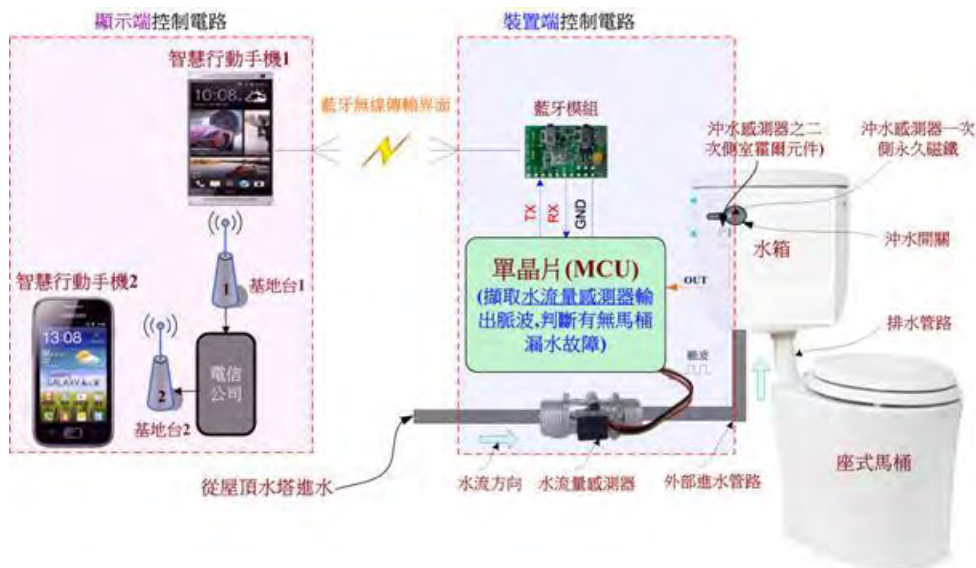 顯示端控制電路
裝置端控制電路
智慧行動手機1
10:08
藍牙無線傳輸界面
藍牙模組
沖水感測器之二
次側室霍爾元件)
沖水感測器一次
側永久磁鐵
TX
RX
GND
水箱
沖水開關
單晶片(MCU)
(擷取水流量感測器輸
出脈波,判斷有無馬桶
漏水故障)
OUT
1
基地台1
智慧行動手機2
13:08
GALAXY
2
電信
公司
基地台2
脈波
排水管路
座式馬桶
從屋頂水塔進水
水流方向
水流量感測器
外部進水管路